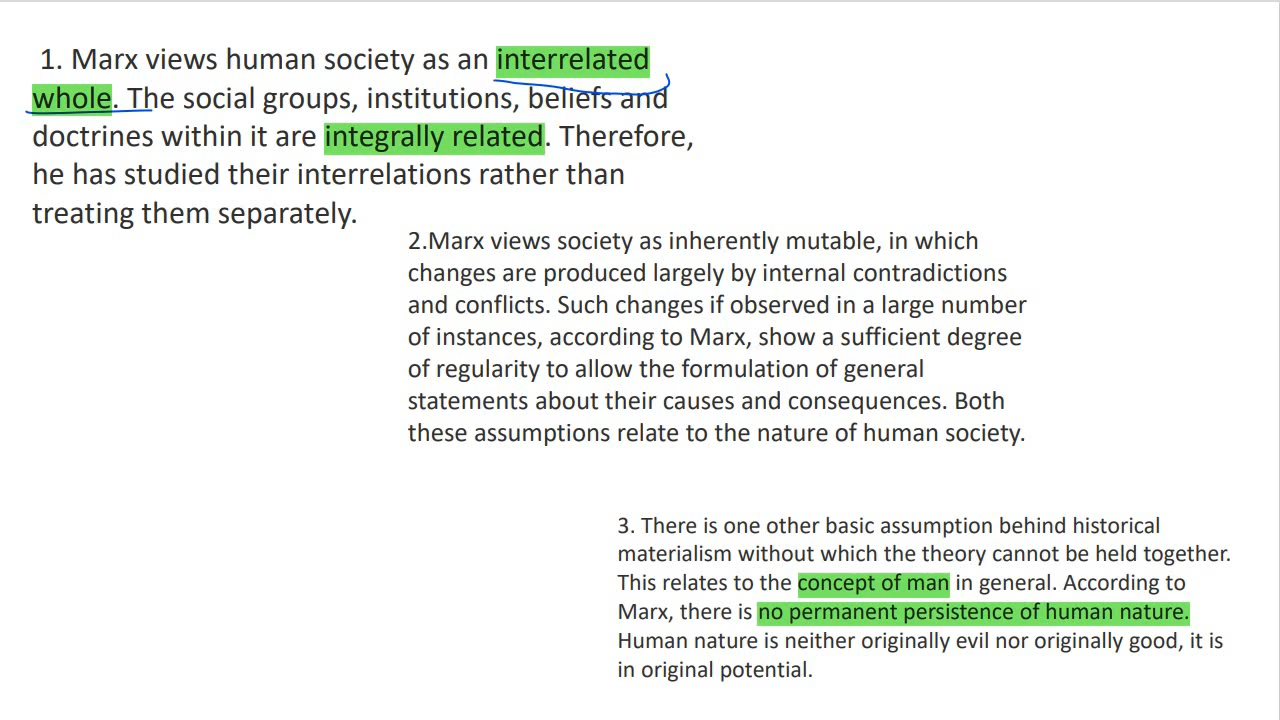 1. Marx views human society as an interrelated
whole. The social groups, institutions, beliefs and
doctrines within it are integrally related. Therefore,
he has studied their interrelations rather than
treating them separately.
2.Marx views society as inherently mutable, in which
changes are produced largely by internal contradictions
and conflicts. Such changes if observed in a large number
of instances, according to Marx, show a sufficient degree
of regularity to allow the formulation of general
statements about their causes and consequences. Both
these assumptions relate to the nature of human society.
3. There is one other basic assumption behind historical
materialism without which the theory cannot be held together.
This relates to the concept of man in general. According to
Marx, there is no permanent persistence of human nature.
Human nature is neither originally evil nor originally good, it is
in original potential.